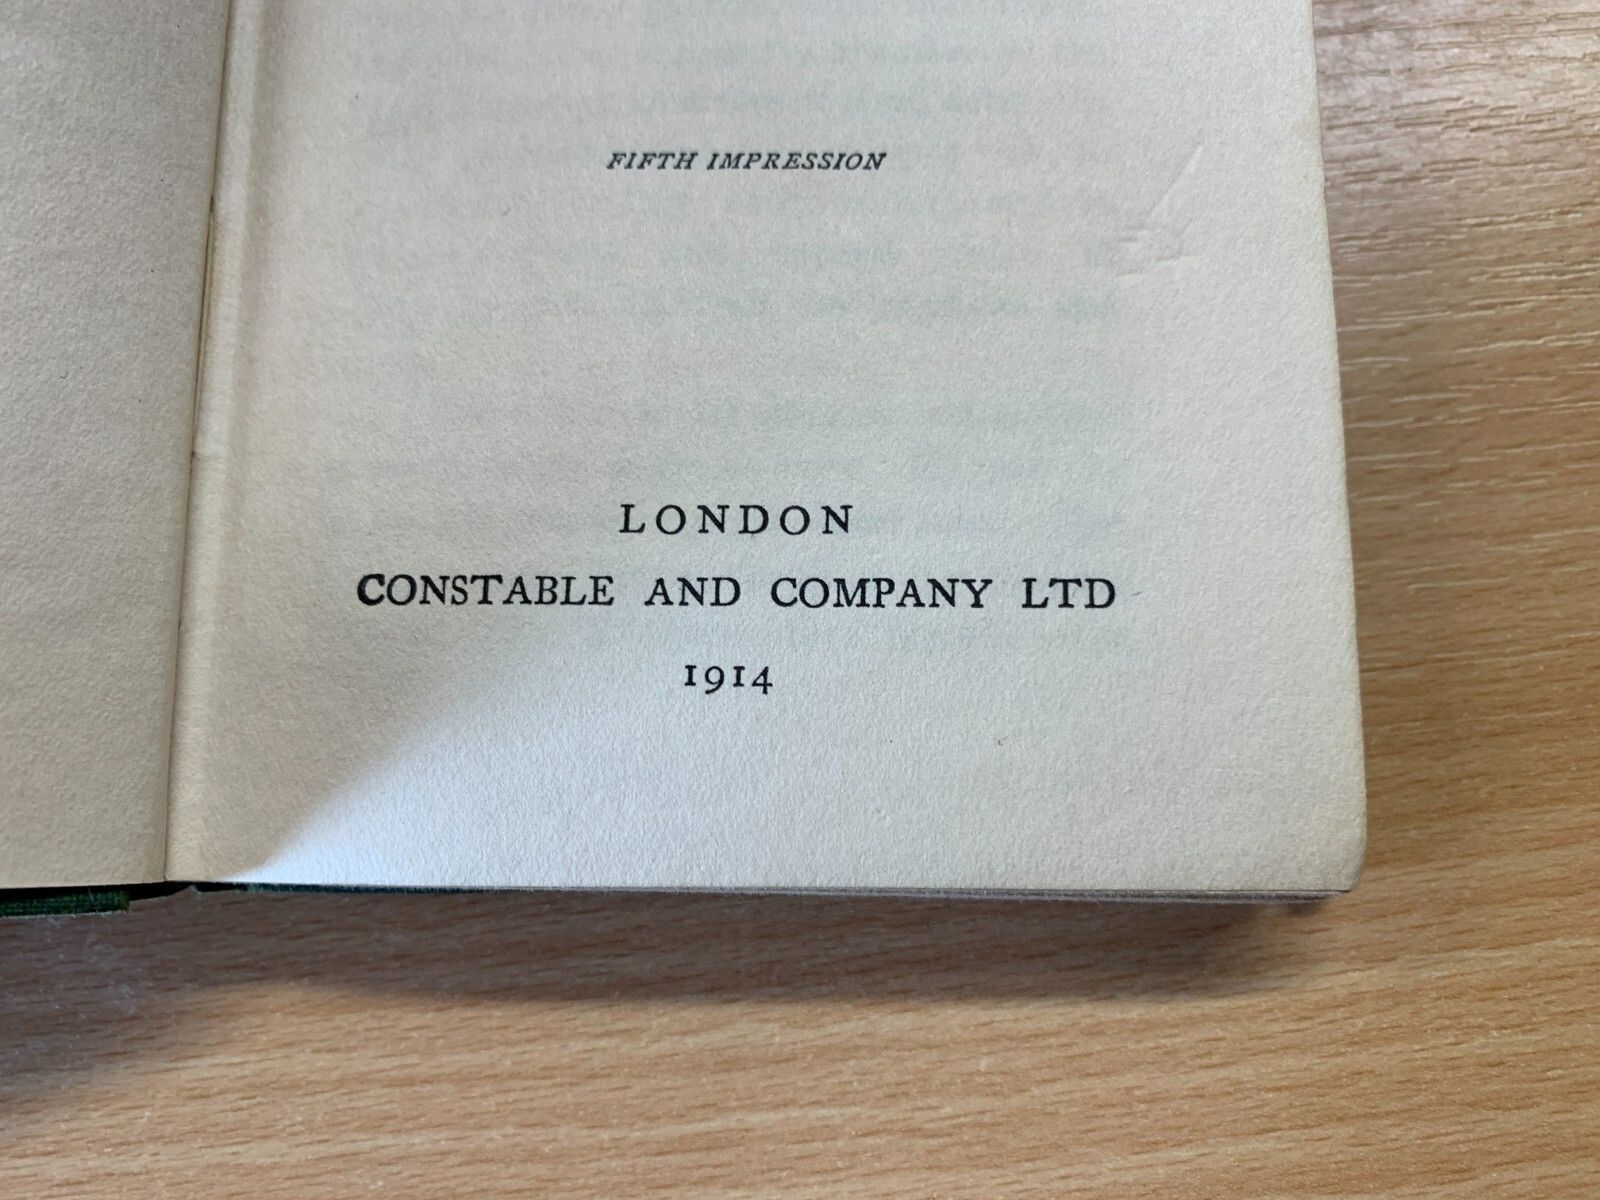 FIFTH IMPRESSION
LONDON
CONSTABLE AND COMPANY LTD
1914